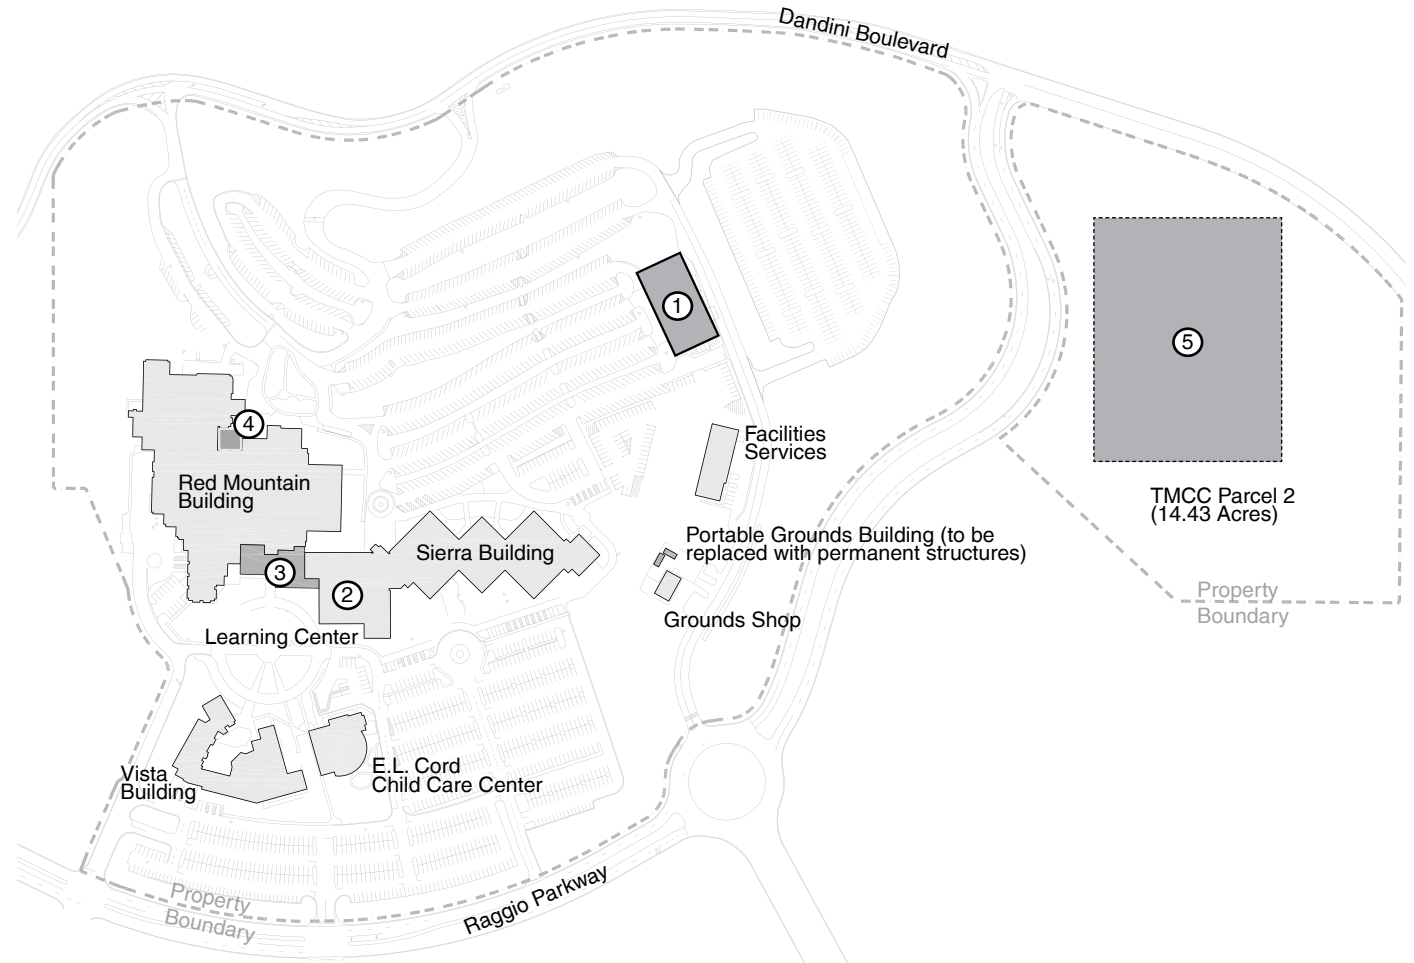 Dandini Boulevard
1
5
4
Facilities
Services
Red Mountain
Building
TMCC Parcel 2
(14.43 Acres)
Portable Grounds Building (to be
replaced with permanent structures)
Sierra Building
3
2
Property
Boundary
Grounds Shop
Learning Center
E.L. Cord
Child Care Center
Vista
Building
Raggio Parkway
Property
Boundary